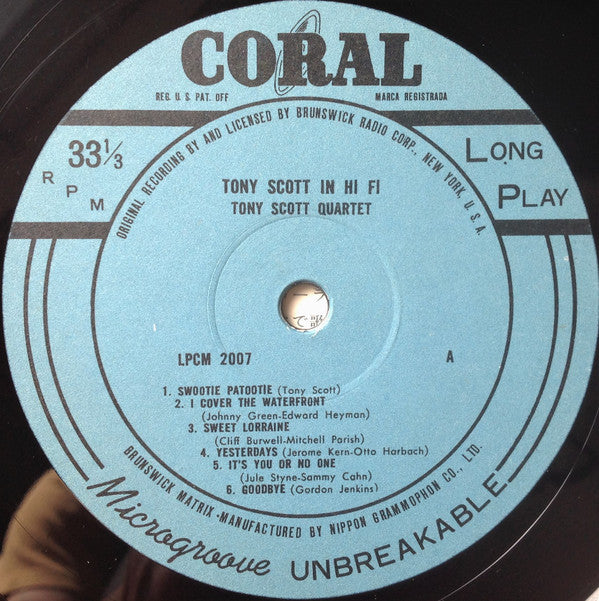 CORAL
REG. U. S. PAT. OFF
MARCA REGISTRADA
33 1/3
RPM
LONG
PLAY
ORIGINAL RECORDING BY AND LICENSED BY BRUNSWICK RADIO CORP., NEW YORK, U. S. A.
TONY SCOTT IN HI FI
TONY SCOTT QUARTET
LPCM 2007
A
1. SWOOTIE PATOOTIE (Tony Scott)
2. I COVER THE WATERFRONT
(Johnny Green-Edward Heyman)
3. SWEET LORRAINE
(Cliff Burwell-Mitchell Parish)
4. YESTERDAYS (Jerome Kern-Otto Harbach)
5. IT'S YOU OR NO ONE
(Jule Styne-Sammy Cahn)
6. GOODBYE (Gordon Jenkins)
BRUNSWICK MATRIX-MANUFACTURED BY NIPPON GRAMMOPHON CO., LTD.
Microgroove UNBREAKABLE